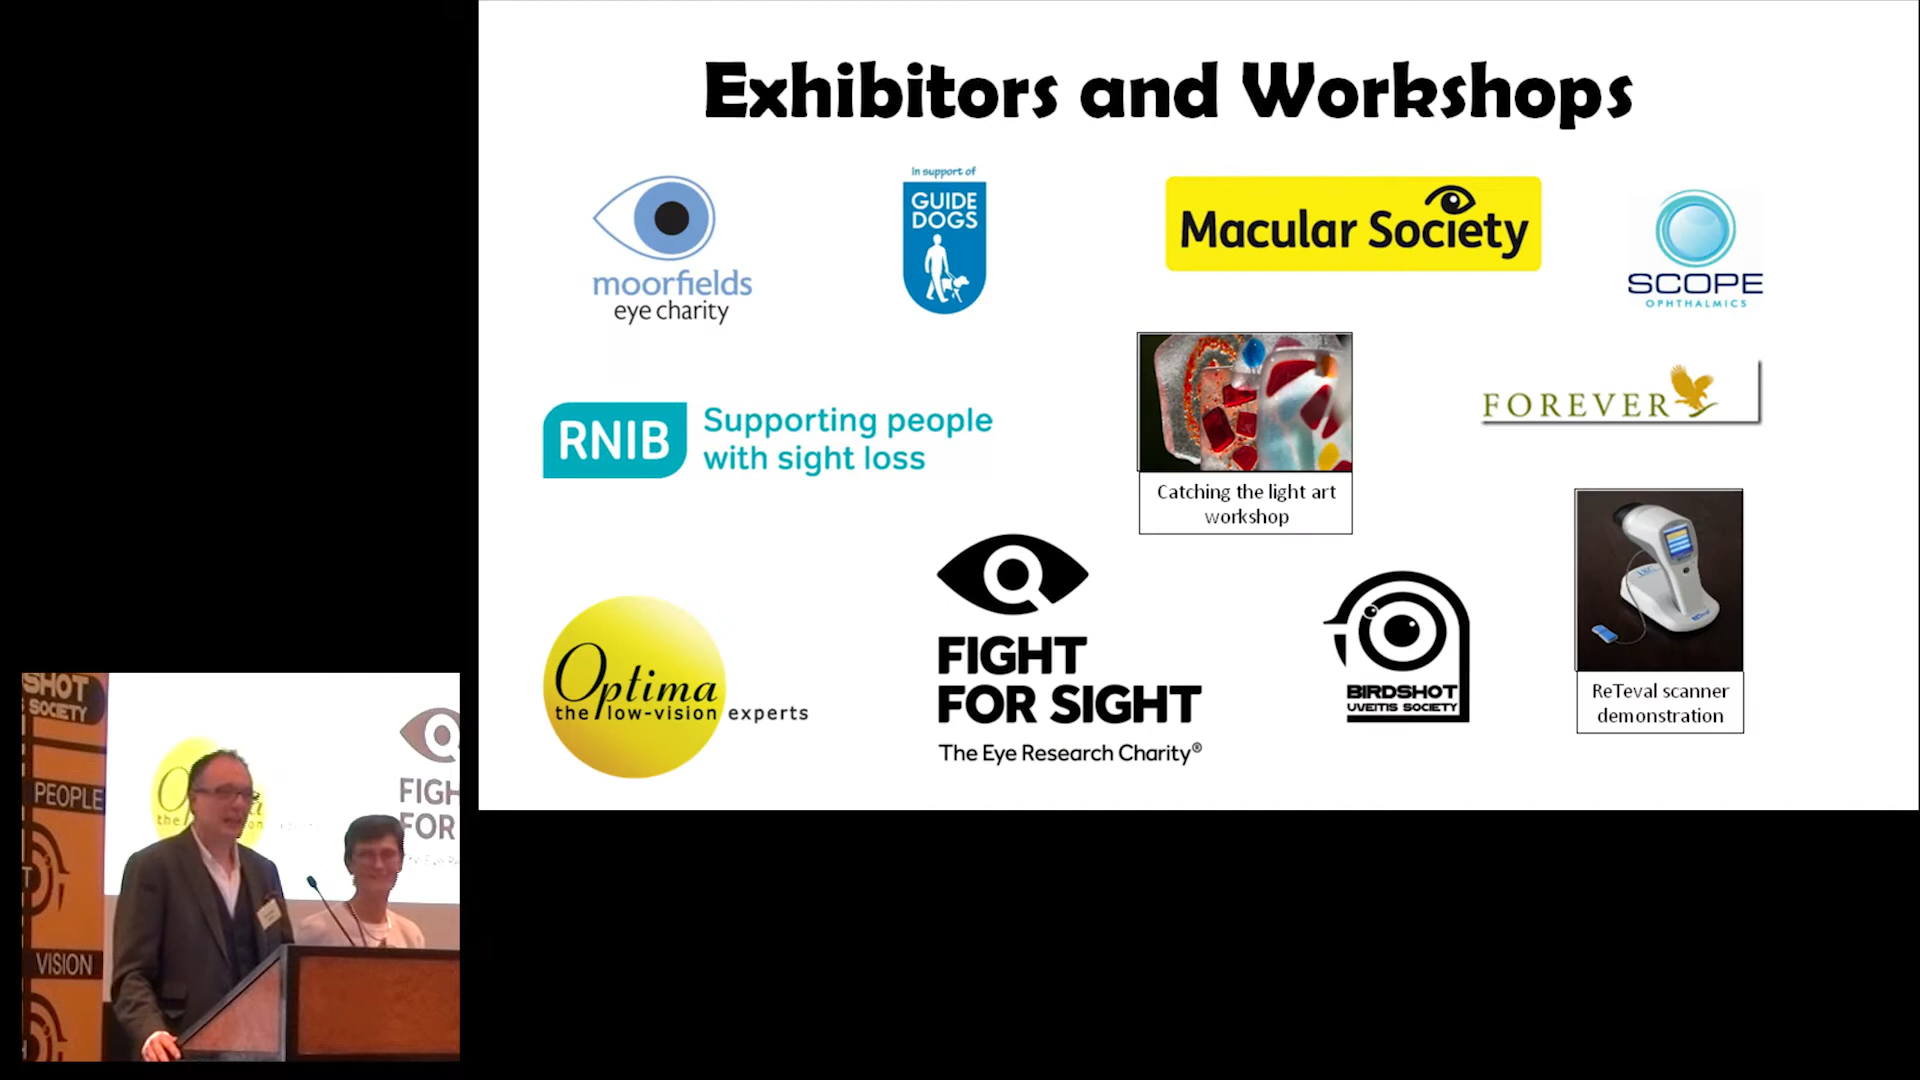 Exhibitors and Workshops
moorfields
eye charity
In support of
GUIDE
DOGS
Macular Society
SCOPE
OPHTHALMICS
RNIB
Supporting people
with sight loss
Catching the light art
workshop
FOREVER
Optima
the low-vision experts
FIGHT
FOR SIGHT
The Eye Research Charity®
BIRDSHOT
UVEITIS SOCIETY
ReTeval scanner
demonstration
SHOT
SOCIETY
PEOPLE
VISION
the
FIGH
FOR